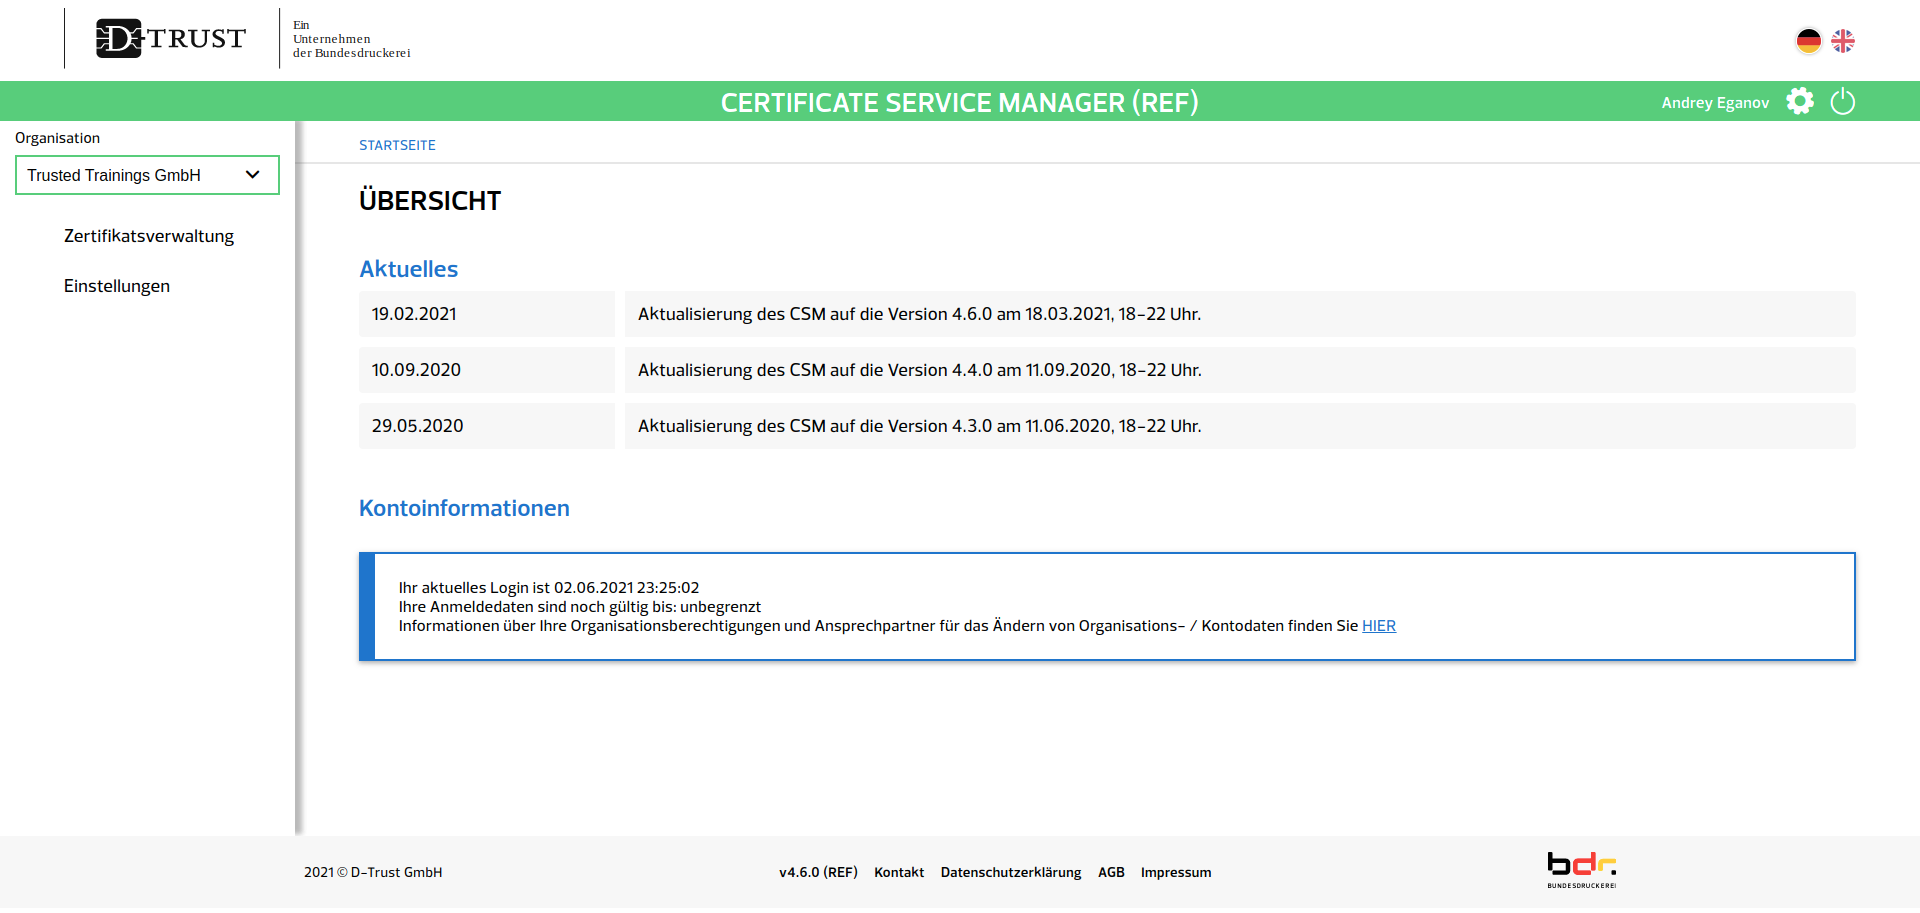 D-TRUST
Ein
Unternehmen
der Bundesdruckerei
CERTIFICATE SERVICE MANAGER (REF)
Andrey Eganov
Organisation
Trusted Trainings GmbH
Zertifikatsverwaltung
Einstellungen
STARTSEITE
ÜBERSICHT
Aktuelles
19.02.2021 Aktualisierung des CSM auf die Version 4.6.0 am 18.03.2021, 18-22 Uhr.
10.09.2020 Aktualisierung des CSM auf die Version 4.4.0 am 11.09.2020, 18-22 Uhr.
29.05.2020 Aktualisierung des CSM auf die Version 4.3.0 am 11.06.2020, 18-22 Uhr.
Kontoinformationen
Ihr aktuelles Login ist 02.06.2021 23:25:02
Ihre Anmeldedaten sind noch gültig bis: unbegrenzt
Informationen über Ihre Organisationsberechtigungen und Ansprechpartner für das Ändern von Organisations- / Kontodaten finden Sie HIER
2021 © D-Trust GmbH
v4.6.0 (REF) Kontakt Datenschutzerklärung AGB Impressum
bdr.
BUNDESDRUCKEREI